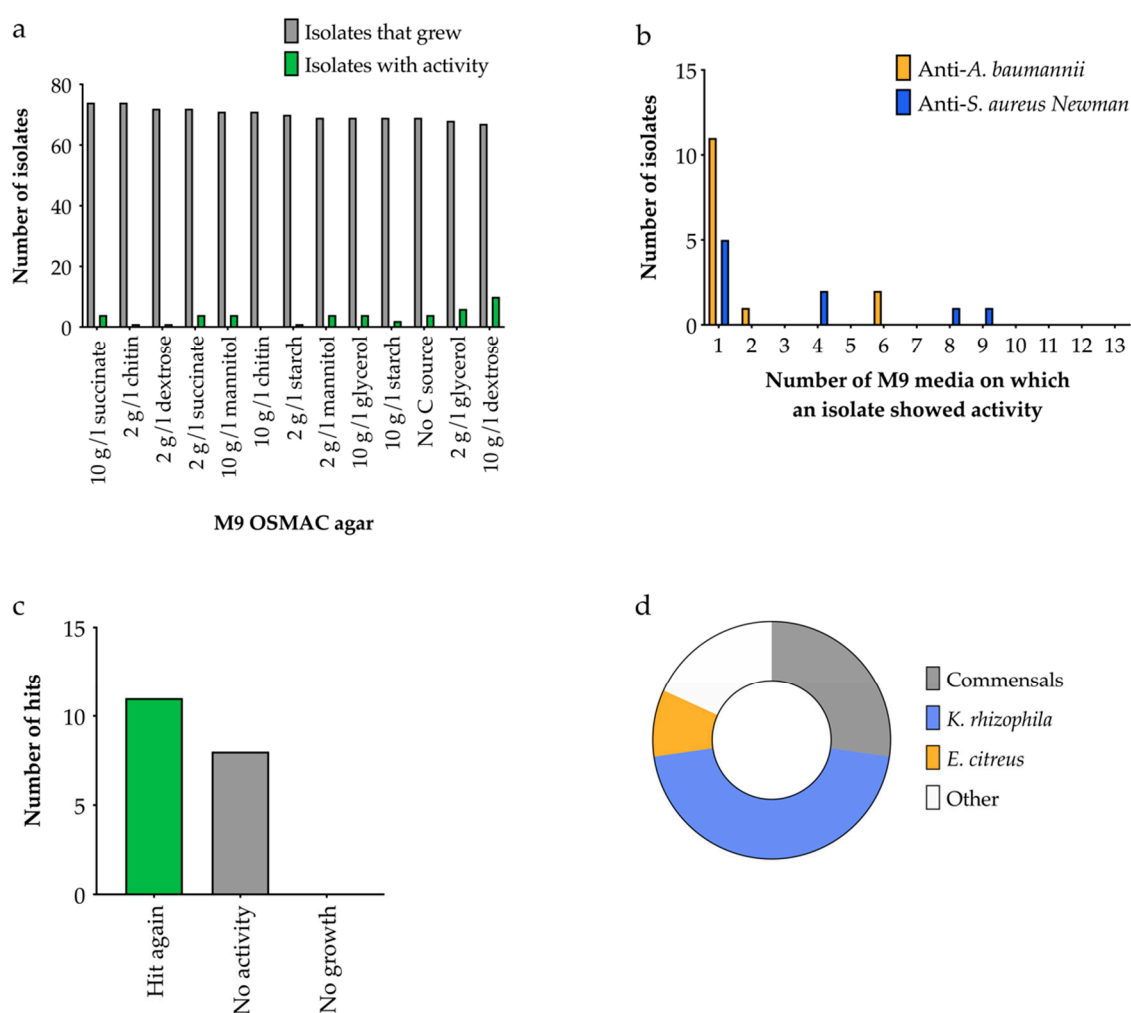 a
Isolates that grew
Isolates with activity
80
60
40
20
0
Number of isolates
10 g/l succinate
2 g/l chitin
2 g/l dextrose
2 g/l succinate
10 g/l mannitol
10 g/l chitin
2 g/l starch
2 g/l mannitol
10 g/l glycerol
10 g/l starch
No C source
2 g/l glycerol
10 g/l dextrose
M9 OSMAC agar
b
Anti-A. baumannii
Anti-S. aureus Newman
15
10
5
0
Number of isolates
1 2 3 4 5 6 7 8 9 10 11 12 13
Number of M9 media on which
an isolate showed activity
c
15
10
5
0
Number of hits
Hit again
No activity
No growth
d
Commensals
K. rhizophila
E. citreus
Other